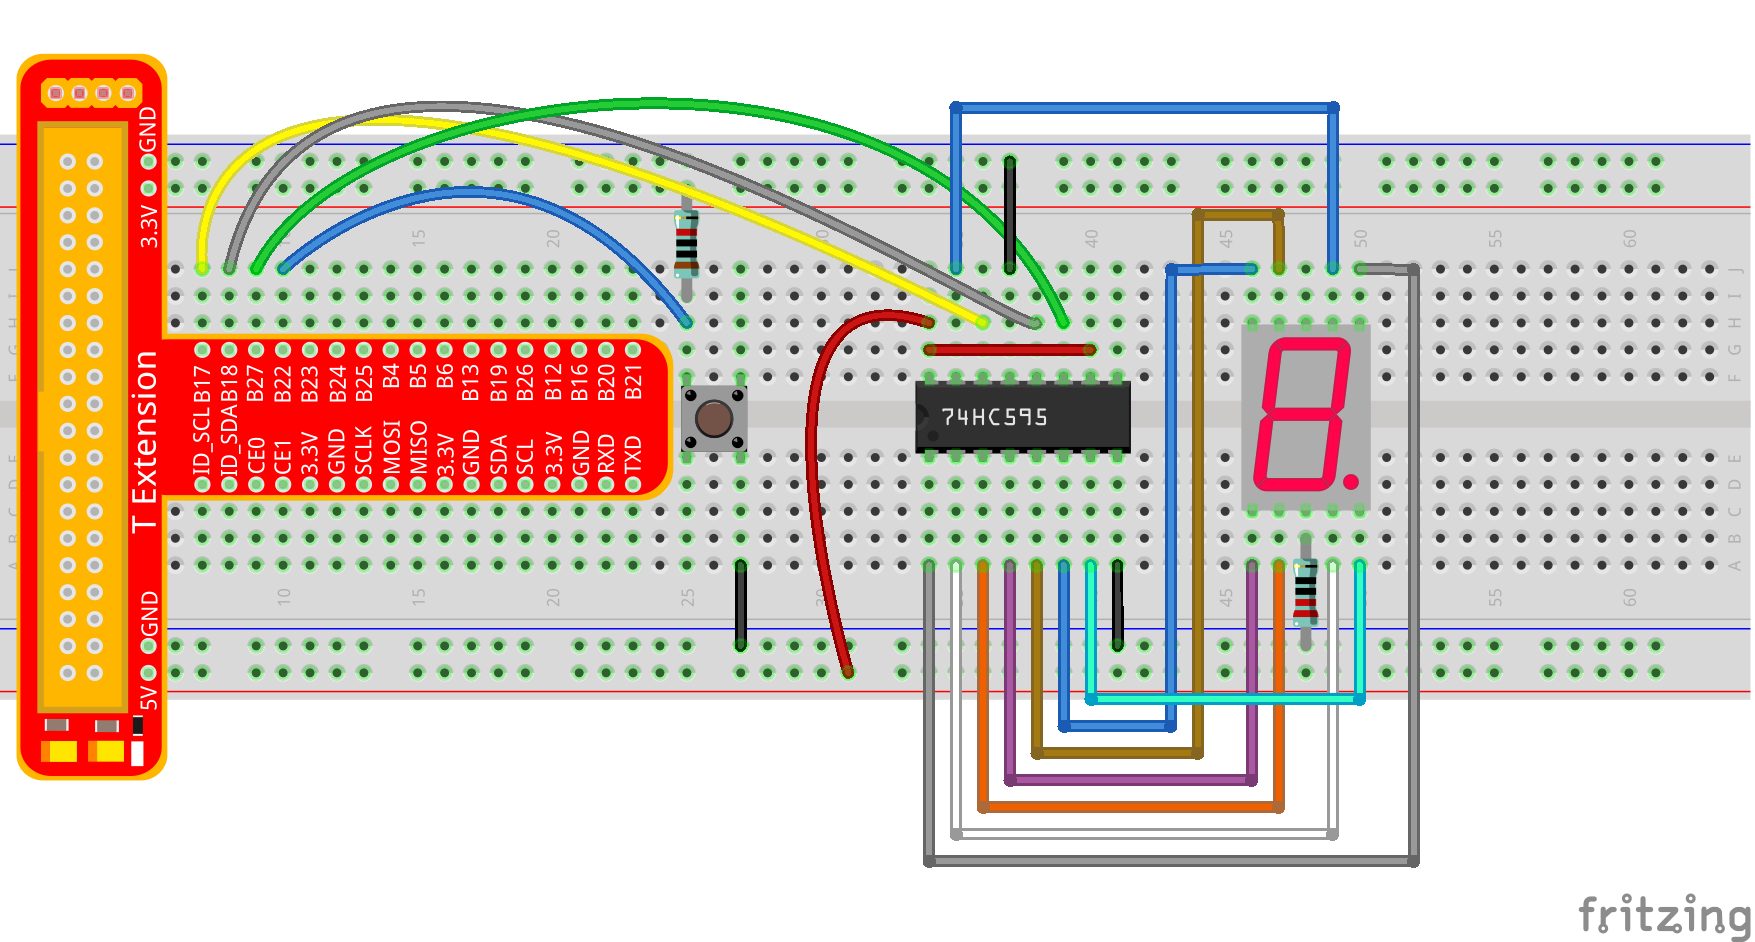 GND
3.3V
T Extension
B17 B18 B27 B22 B23 B24 B25 B4 B5 B6 B13 B19 B26 B12 B16 B20 B21
ID_SCL ID_SDA CE0 CE1 3.3V GND SCLK MOSI MISO 3.3V GND SDA SCL 3.3V GND RXD TXD
GND
5V
15 20 40 45 50 55 60
J
I
H
G
F
74HC595
E
D
C
B
A
10 15 20 25 45 55 60
fritzing